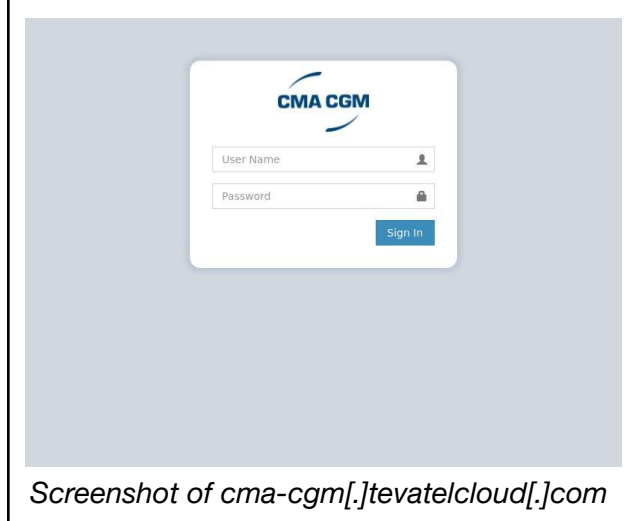 CMA CGM
User Name
Password
Sign In
Screenshot of cma-cgm[.]tevatelcloud[.]com